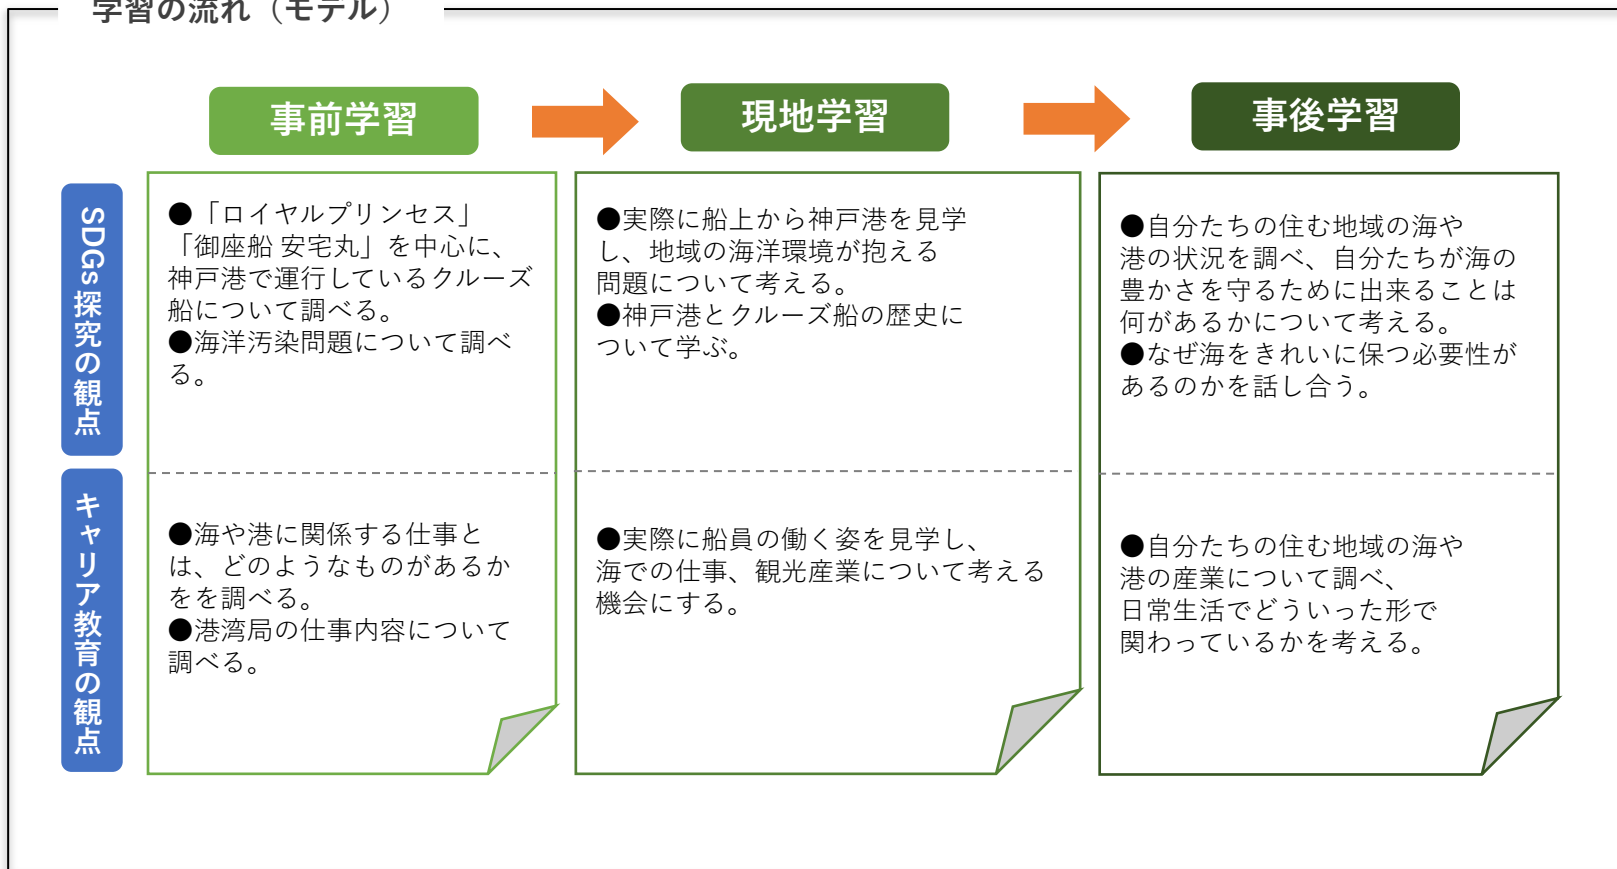 学習の流れ（モデル）
事前学習
現地学習
事後学習
SDGs探究の観点
●「ロイヤルプリンセス」
「御座船 安宅丸」を中心に、
神戸港で運行しているクルーズ
船について調べる。
●海洋汚染問題について調べ
る。
●実際に船上から神戸港を見学
し、地域の海洋環境が抱える
問題について考える。
●神戸港とクルーズ船の歴史に
ついて学ぶ。
●自分たちの住む地域の海や
港の状況を調べ、自分たちが海の
豊かさを守るために出来ることは
何があるかについて考える。
●なぜ海をきれいに保つ必要性が
あるのかを話し合う。
キャリア教育の観点
●海や港に関係する仕事と
は、どのようなものがあるか
をを調べる。
●港湾局の仕事内容について
調べる。
●実際に船員の働く姿を見学し、
海での仕事、観光産業について考える
機会にする。
●自分たちの住む地域の海や
港の産業について調べ、
日常生活でどういった形で
関わっているかを考える。